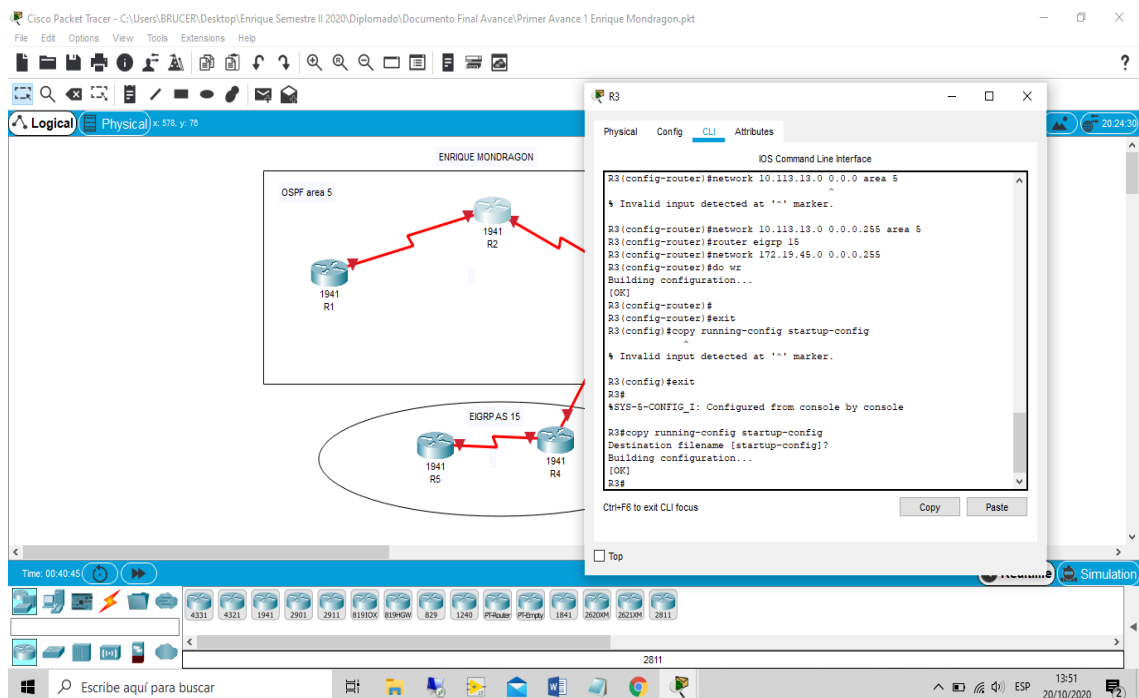 Cisco Packet Tracer - C:\Users\BRUCER\Desktop\Enrique Semestre II 2020\Diplomado\Documento Final Avance\Primer Avance 1 Enrique Mondragon.pkt
File Edit Options View Tools Extensions Help
?
Logical Physical x: 578, y: 76
20:24:30
ENRIQUE MONDRAGON
OSPF area 5
1941
R2
1941
R1
EIGRP AS 15
1941
R5
1941
R4
R3
Physical Config CLI Attributes
IOS Command Line Interface
R3(config-router)#network 10.113.13.0 0.0.0 area 5
^
% Invalid input detected at '^' marker.
R3(config-router)#network 10.113.13.0 0.0.0.255 area 5
R3(config-router)#router eigrp 15
R3(config-router)#network 172.19.45.0 0.0.0.255
R3(config-router)#do wr
Building configuration...
[OK]
R3(config-router)#
R3(config-router)#exit
R3(config)#copy running-config startup-config
^
% Invalid input detected at '^' marker.
R3(config)#exit
R3#
%SYS-5-CONFIG_I: Configured from console by console
R3#copy running-config startup-config
Destination filename [startup-config]?
Building configuration...
[OK]
R3#
Ctrl+F6 to exit CLI focus
Copy Paste
Top
Time: 00:40:45
Realtime Simulation
4331 4321 1941 2901 2911 819IOX 819HGW 829 1240 PT-Router PT-Empty 1841 2620XM 2621XM 2811
2811
Escribe aquí para buscar
ESP
13:51
20/10/2020